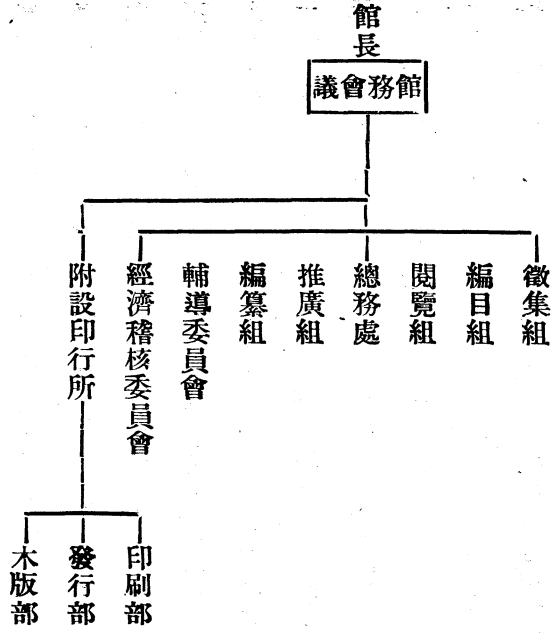 館長
館務會議
徵集組
編目組
閱覽組
總務處
推廣組
編纂組
輔導委員會
經濟稽核委員會
附設印行所
印刷部
發行部
木版部